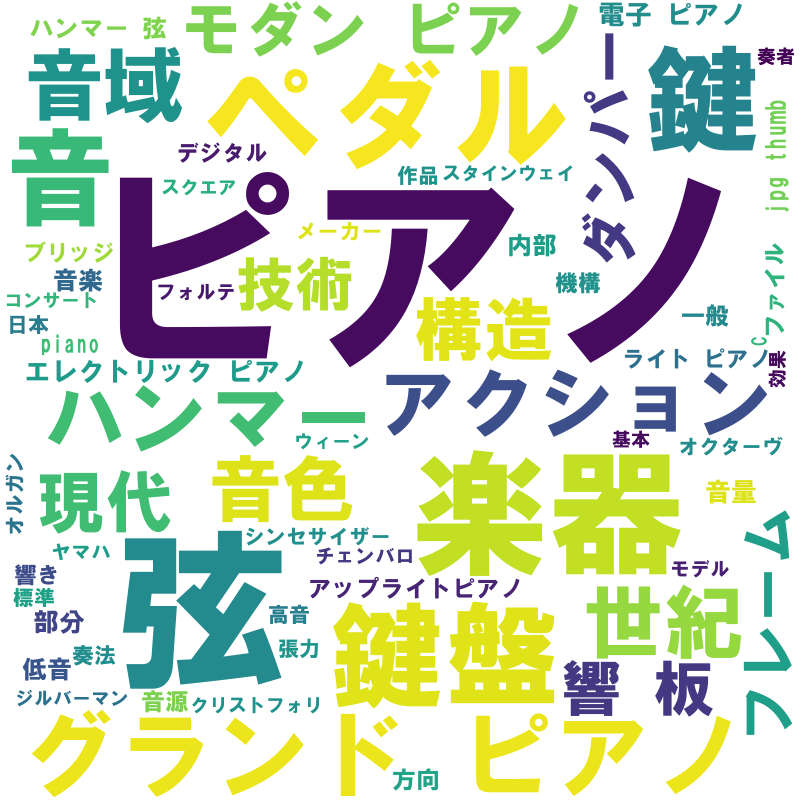 ハンマー 弦
モダン ピアノ
電子 ピアノ
奏者
音域
ペダル
ダンパー
鍵
jpg thumb
音
デジタル
作品
スタインウェイ
スクエア
ピアノ
ブリッジ
メーカー
内部
音楽
フォルテ
技術
機構
ファイル
コンサート
日本
構造
一般
piano
C
エレクトリック ピアノ
ライト ピアノ
効果
ハンマー
アクション
ウィーン
基本
オクターヴ
オルガン
現代
音色
楽器
音量
シンセサイザー
フレーム
ヤマハ
チェンバロ
響き
弦
モデル
標準
アップライトピアノ
部分
高音
鍵盤
世紀
奏法
張力
低音
響 板
ジルバーマン
音源
クリストフォリ
グランド ピアノ
方向